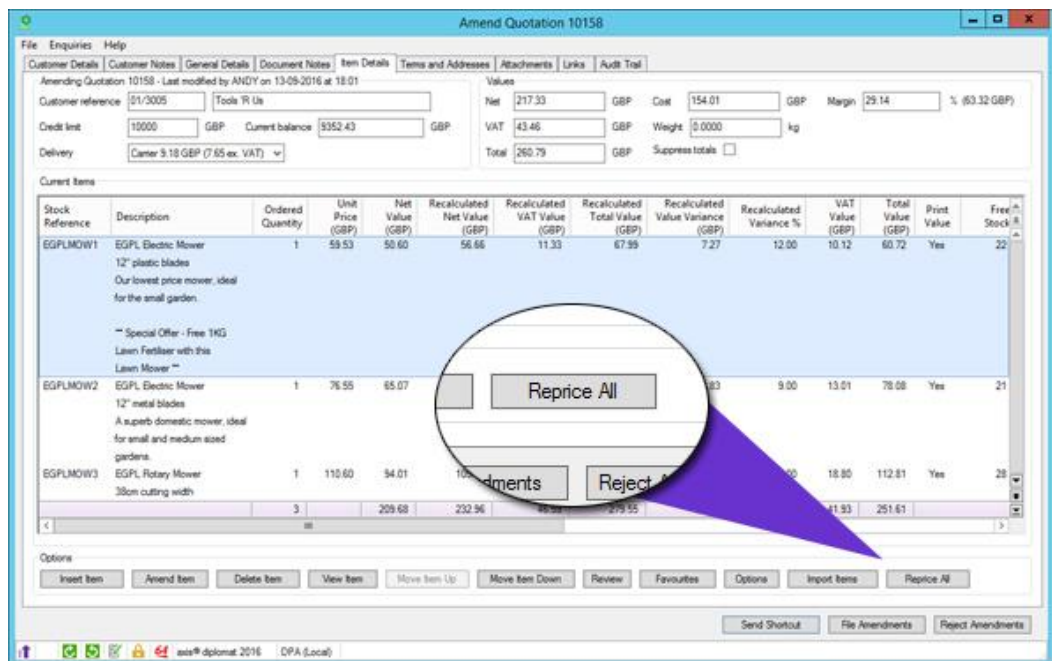 Amend Quotation 10158
File Enquiries Help
Customer Details Customer Notes General Details Document Notes Item Details Terms and Addresses Attachments Links Audit Trail
Amending Quotation 10158 - Last modified by ANDY on 13-09-2016 at 18:01
Values
Customer reference 01/3005 Tools 'R Us
Net 217.33 GBP Cost 154.01 GBP Margin 29.14 % (63.32 GBP)
Credit limit 10000 GBP Current balance 9352.43 GBP
VAT 43.46 GBP Weight 0.0000 kg
Delivery Carrier 9.18 GBP (7.65 ex. VAT)
Total 260.79 GBP Suppress totals
Current Items
Stock Reference Description Ordered Quantity Unit Price (GBP) Net Value (GBP) Recalculated Net Value (GBP) Recalculated VAT Value (GBP) Recalculated Total Value (GBP) Recalculated Value Variance (GBP) Recalculated Variance % VAT Value (GBP) Total Value (GBP) Print Value Free Stock
EGPLMOW1 EGPL Electric Mower 1 59.53 50.60 56.66 11.33 67.99 7.27 12.00 10.12 60.72 Yes 22
12" plastic blades
Our lowest price mower, ideal
for the small garden.
** Special Offer - Free 1KG
Lawn Fertiliser with this
Lawn Mower **
EGPLMOW2 EGPL Electric Mower 1 76.55 65.07 83 9.00 13.01 78.08 Yes 21
12" metal blades
A superb domestic mower, ideal
for small and medium sized
gardens.
EGPLMOW3 EGPL Rotary Mower 1 110.60 94.01 18.80 112.81 Yes 28
38cm cutting width
3 209.68 232.96 279.55 41.93 251.61
Reprice All
dments Reject
Options
Insert Item Amend Item Delete Item View Item Move Item Up Move Item Down Review Favourites Options Import Items Reprice All
Send Shortcut File Amendments Reject Amendments
axis® diplomat 2016 DPA (Local)